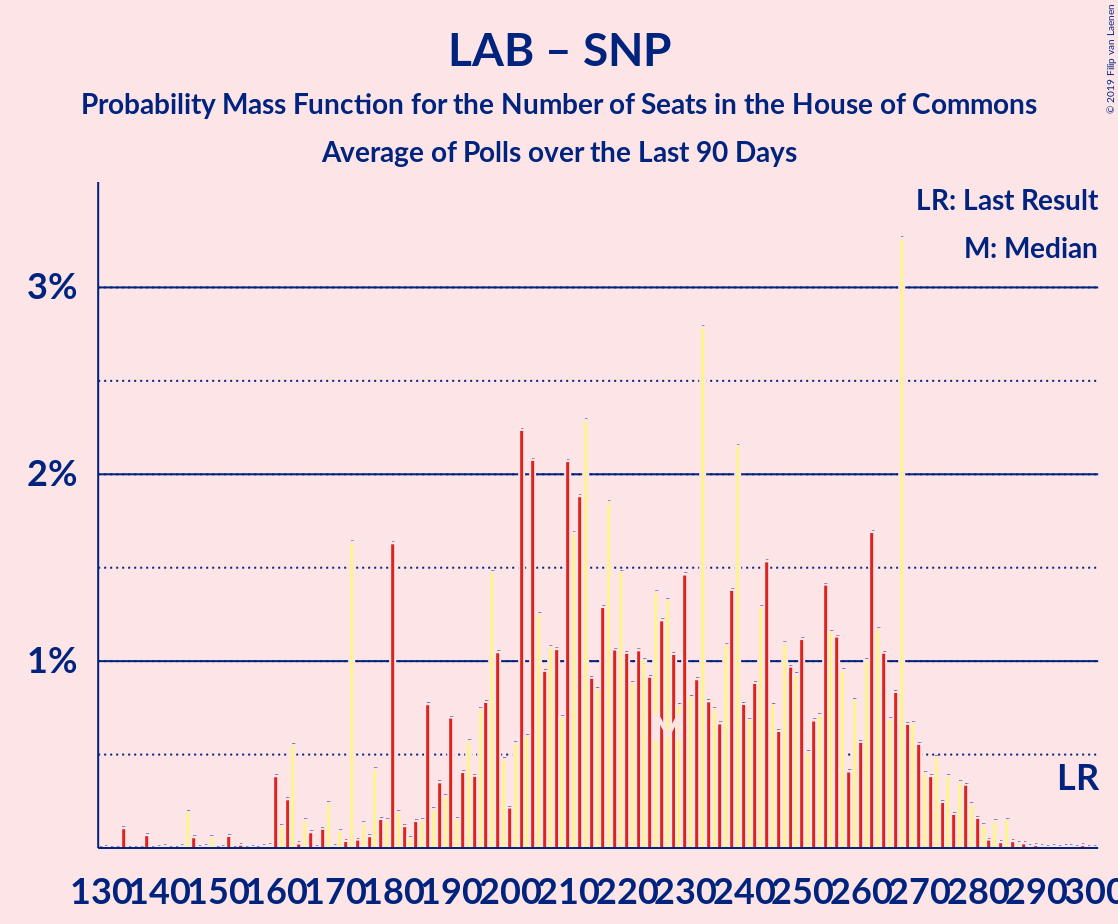 LAB – SNP
Probability Mass Function for the Number of Seats in the House of Commons
Average of Polls over the Last 90 Days
© 2019 Filip van Laenen
LR: Last Result
M: Median
3%
2%
1%
M
LR
130 140 150 160 170 180 190 200 210 220 230 240 250 260 270 280 290 300